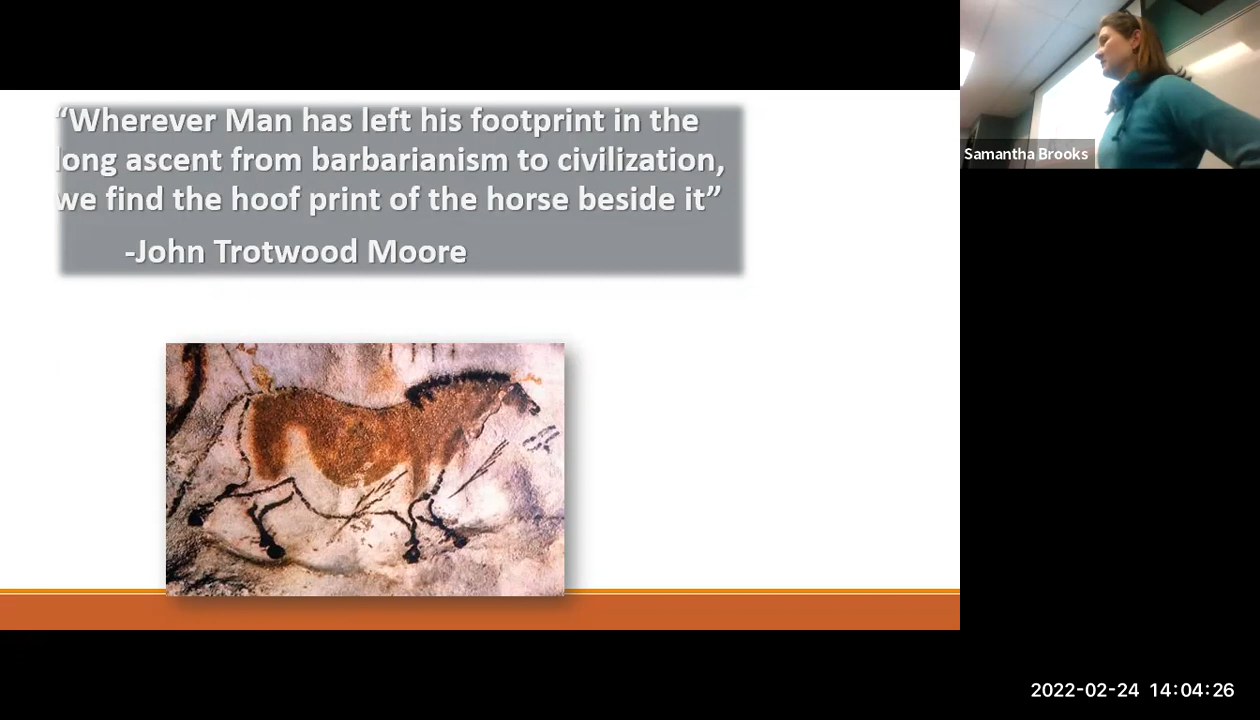 “Wherever Man has left his footprint in the
long ascent from barbarianism to civilization,
we find the hoof print of the horse beside it”
-John Trotwood Moore
Samantha Brooks
2022-02-24 14:04:26